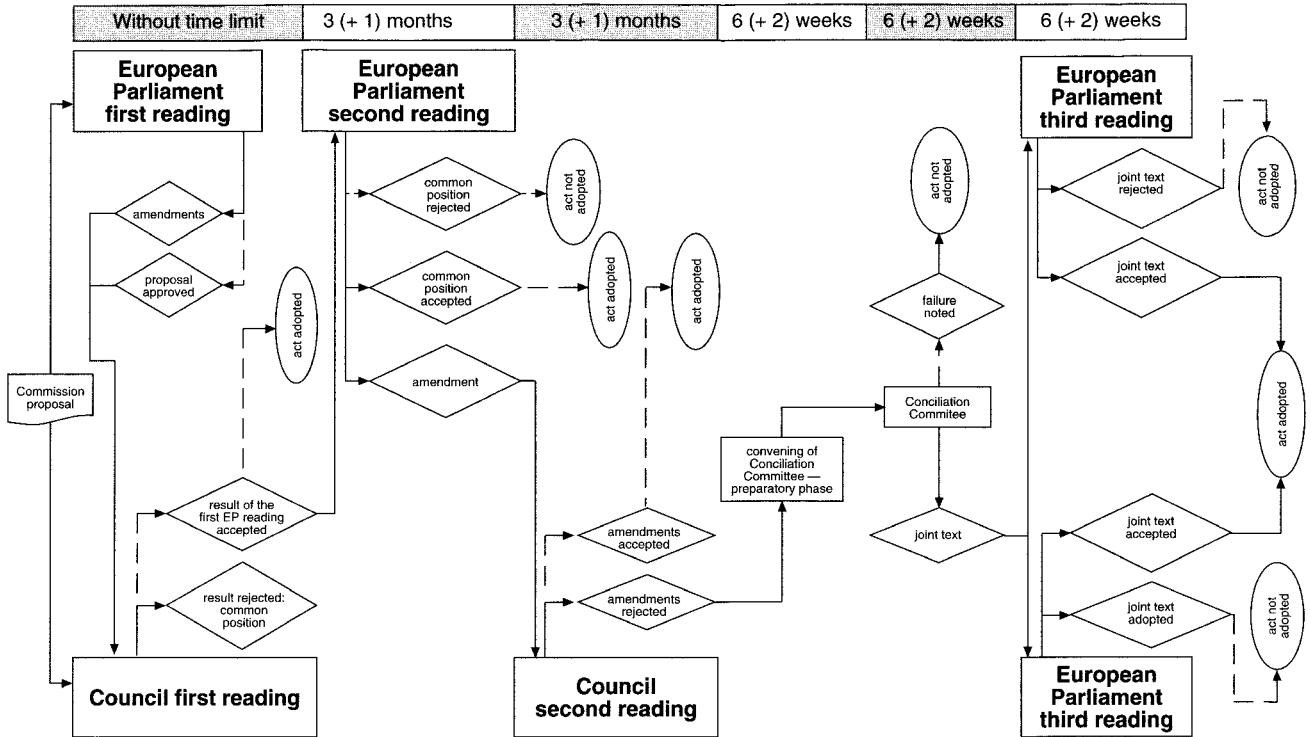 Without time limit
3 (+ 1) months
3 (+ 1) months
6 (+ 2) weeks
6 (+ 2) weeks
6 (+ 2) weeks
European
Parliament
first reading
European
Parliament
second reading
European
Parliament
third reading
common
position
rejected
act not
adopted
act not
adopted
joint text
rejected
act not
adopted
amendments
proposal
approved
act adopted
common
position
accepted
act adopted
act adopted
failure
noted
joint text
accepted
Commission
proposal
amendment
Conciliation
Commitee
act adopted
convening of
Conciliation
Committee —
preparatory phase
result of the
first EP reading
accepted
amendments
accepted
joint text
joint text
accepted
result rejected:
common
position
amendments
rejected
joint text
adopted
act not
adopted
Council first reading
Council
second reading
European
Parliament
third reading